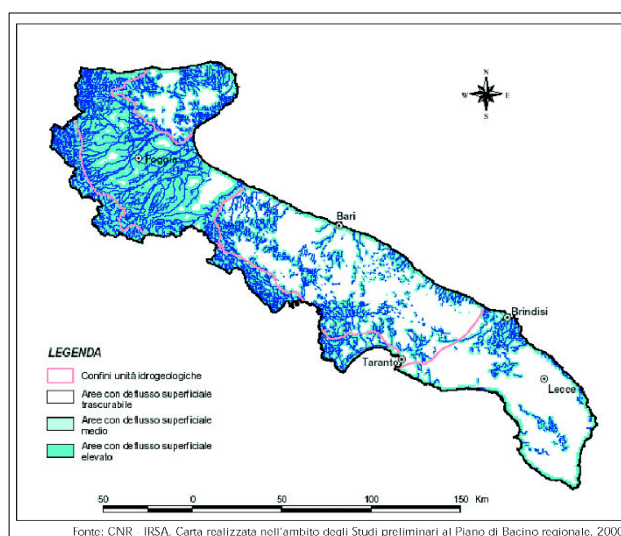 N
W E
S
Foggia
Bari
Brindisi
Taranto
Lecce
LEGENDA
Confini unità idrogeologiche
Aree con deflusso superficiale
trascurabile
Aree con deflusso superficiale
medio
Aree con deflusso superficiale
elevato
50 0 50 100 150 Km
Fonte: CNR - IRSA, Carta realizzata nell'ambito degli Studi preliminari al Piano di Bacino regionale, 2000